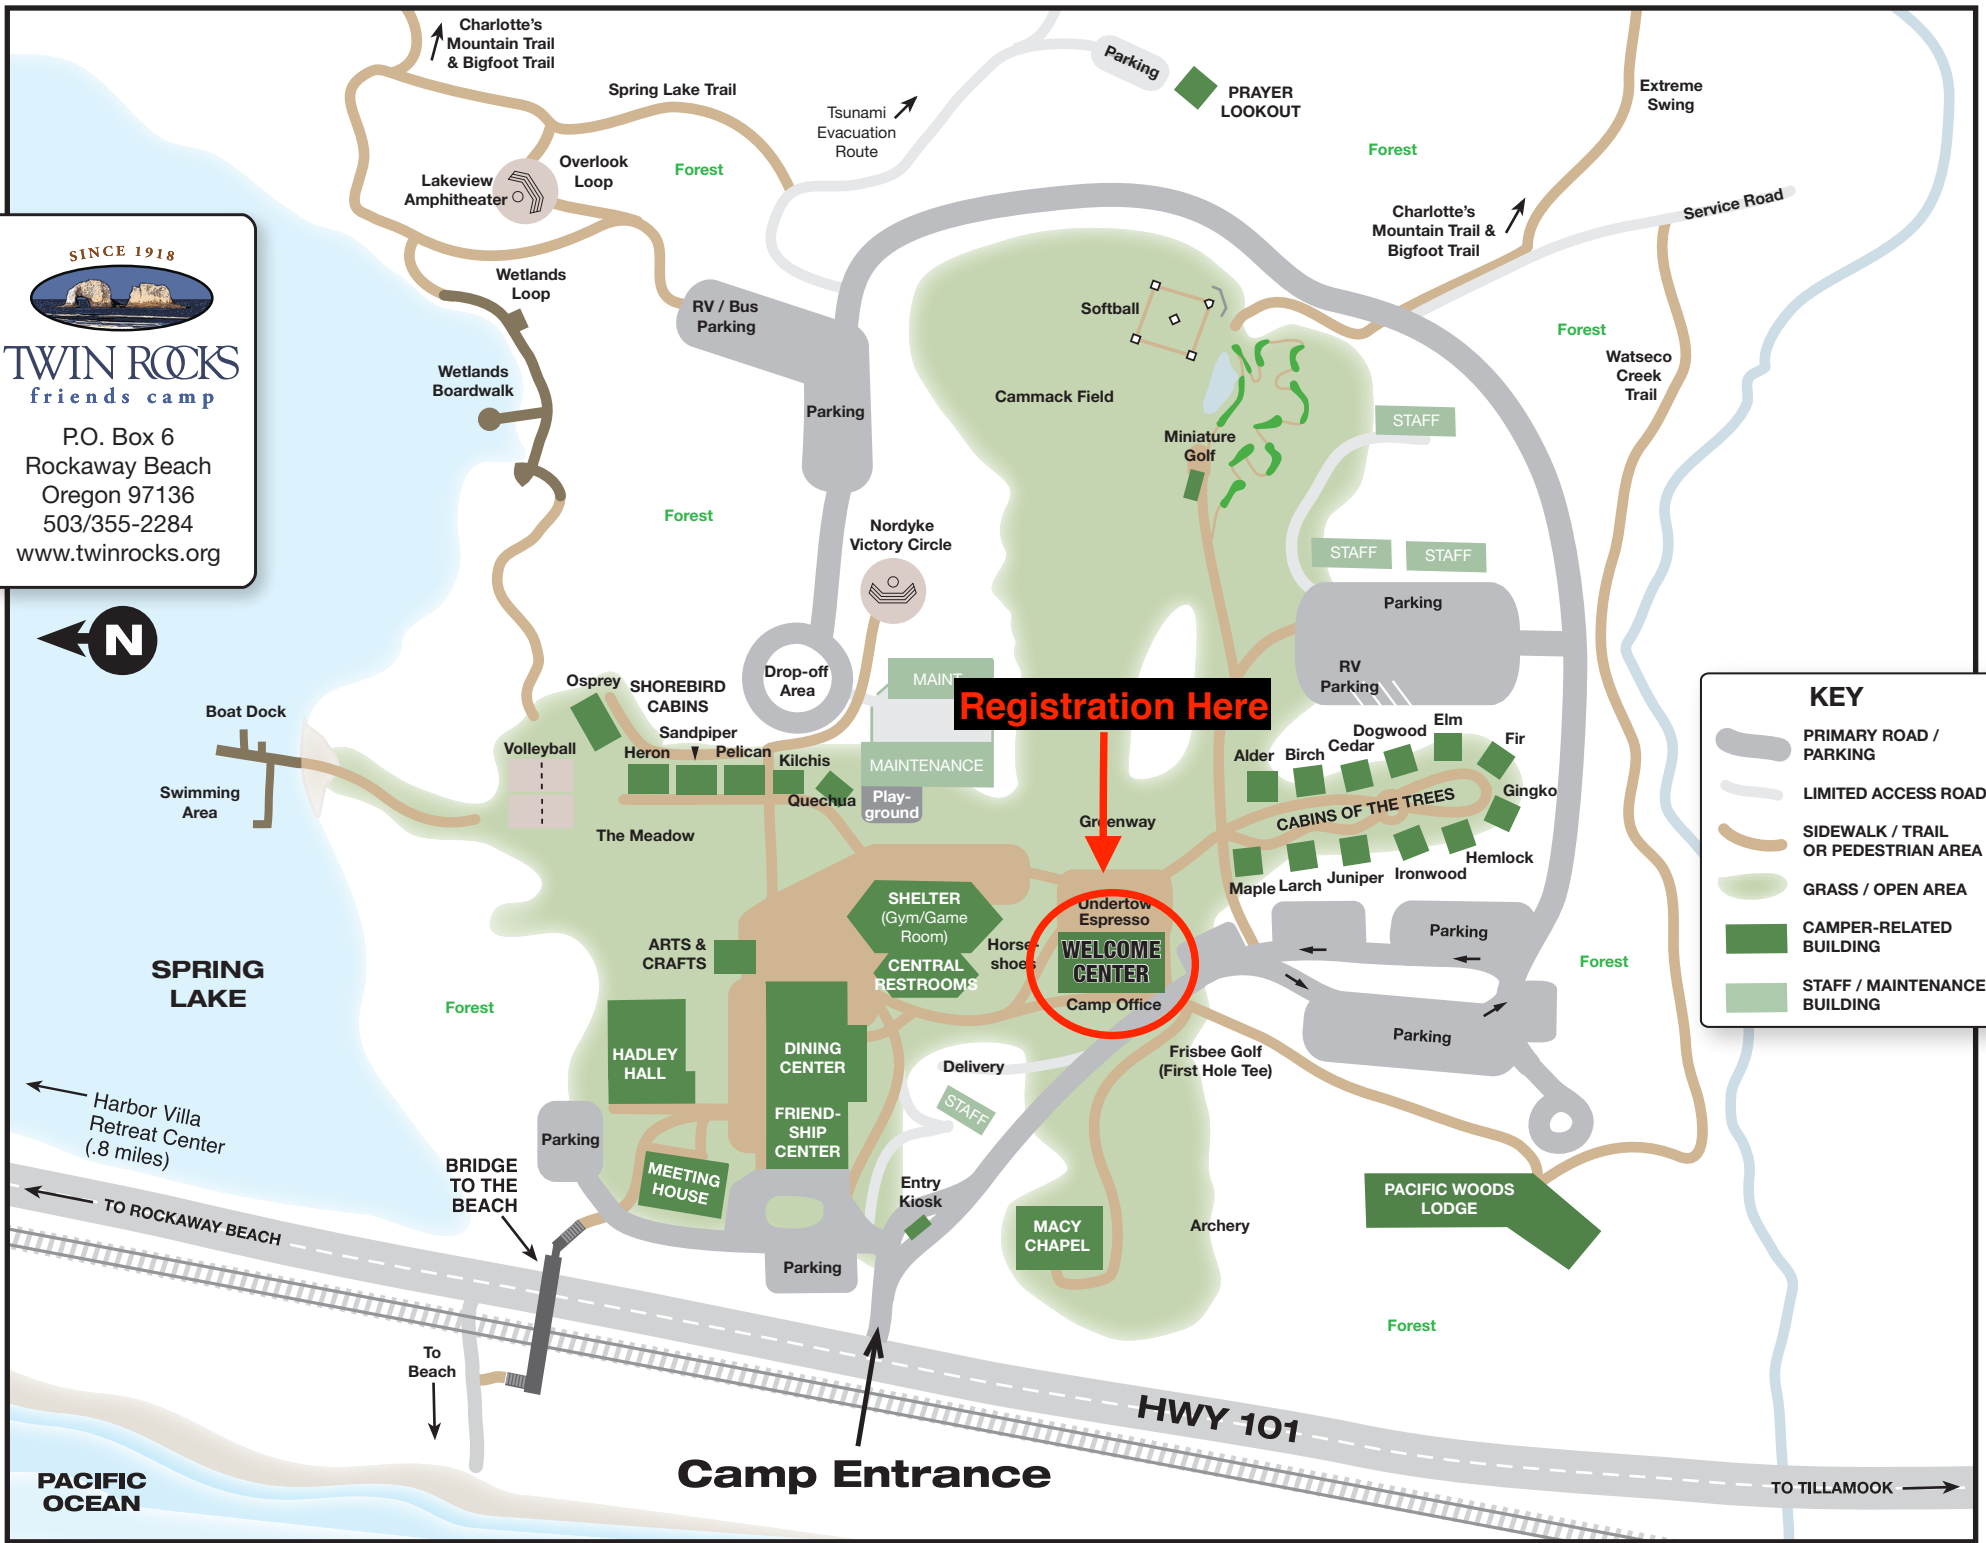 Charlotte's
Mountain Trail
& Bigfoot Trail
Spring Lake Trail
Tsunami
Evacuation
Route
Parking
PRAYER
LOOKOUT
Extreme
Swing
Forest
Forest
Overlook
Loop
Lakeview
Amphitheater
Charlotte's
Mountain Trail &
Bigfoot Trail
Service Road
SINCE 1918
TWIN ROCKS
friends camp
P.O. Box 6
Rockaway Beach
Oregon 97136
503/355-2284
www.twinrocks.org
N
Wetlands
Loop
RV / Bus
Parking
Softball
Forest
Watseco
Creek
Trail
Wetlands
Boardwalk
Parking
Cammack Field
STAFF
Miniature
Golf
Forest
Nordyke
Victory Circle
STAFF
STAFF
Parking
RV
Parking
Drop-off
Area
MAINT.
Registration Here
Osprey
SHOREBIRD
CABINS
Sandpiper
Heron
Pelican
Kilchis
Quechua
Volleyball
Boat Dock
Swimming
Area
The Meadow
MAINTENANCE
Play-
ground
Greenway
Alder
Birch
Cedar
Dogwood
Elm
Fir
Gingko
CABINS OF THE TREES
Maple
Larch
Juniper
Ironwood
Hemlock
KEY
PRIMARY ROAD /
PARKING
LIMITED ACCESS ROAD
SIDEWALK / TRAIL
OR PEDESTRIAN AREA
GRASS / OPEN AREA
CAMPER-RELATED
BUILDING
STAFF / MAINTENANCE
BUILDING
SHELTER
(Gym/Game
Room)
CENTRAL
RESTROOMS
Horse-
shoes
Undertow
Espresso
WELCOME
CENTER
Camp Office
Parking
Parking
Forest
ARTS &
CRAFTS
SPRING
LAKE
Forest
HADLEY
HALL
DINING
CENTER
FRIEND-
SHIP
CENTER
Delivery
STAFF
Frisbee Golf
(First Hole Tee)
Harbor Villa
Retreat Center
(.8 miles)
Parking
BRIDGE
TO THE
BEACH
MEETING
HOUSE
Entry
Kiosk
MACY
CHAPEL
Archery
PACIFIC WOODS
LODGE
TO ROCKAWAY BEACH
Parking
Forest
To
Beach
HWY 101
Camp Entrance
PACIFIC
OCEAN
TO TILLAMOOK